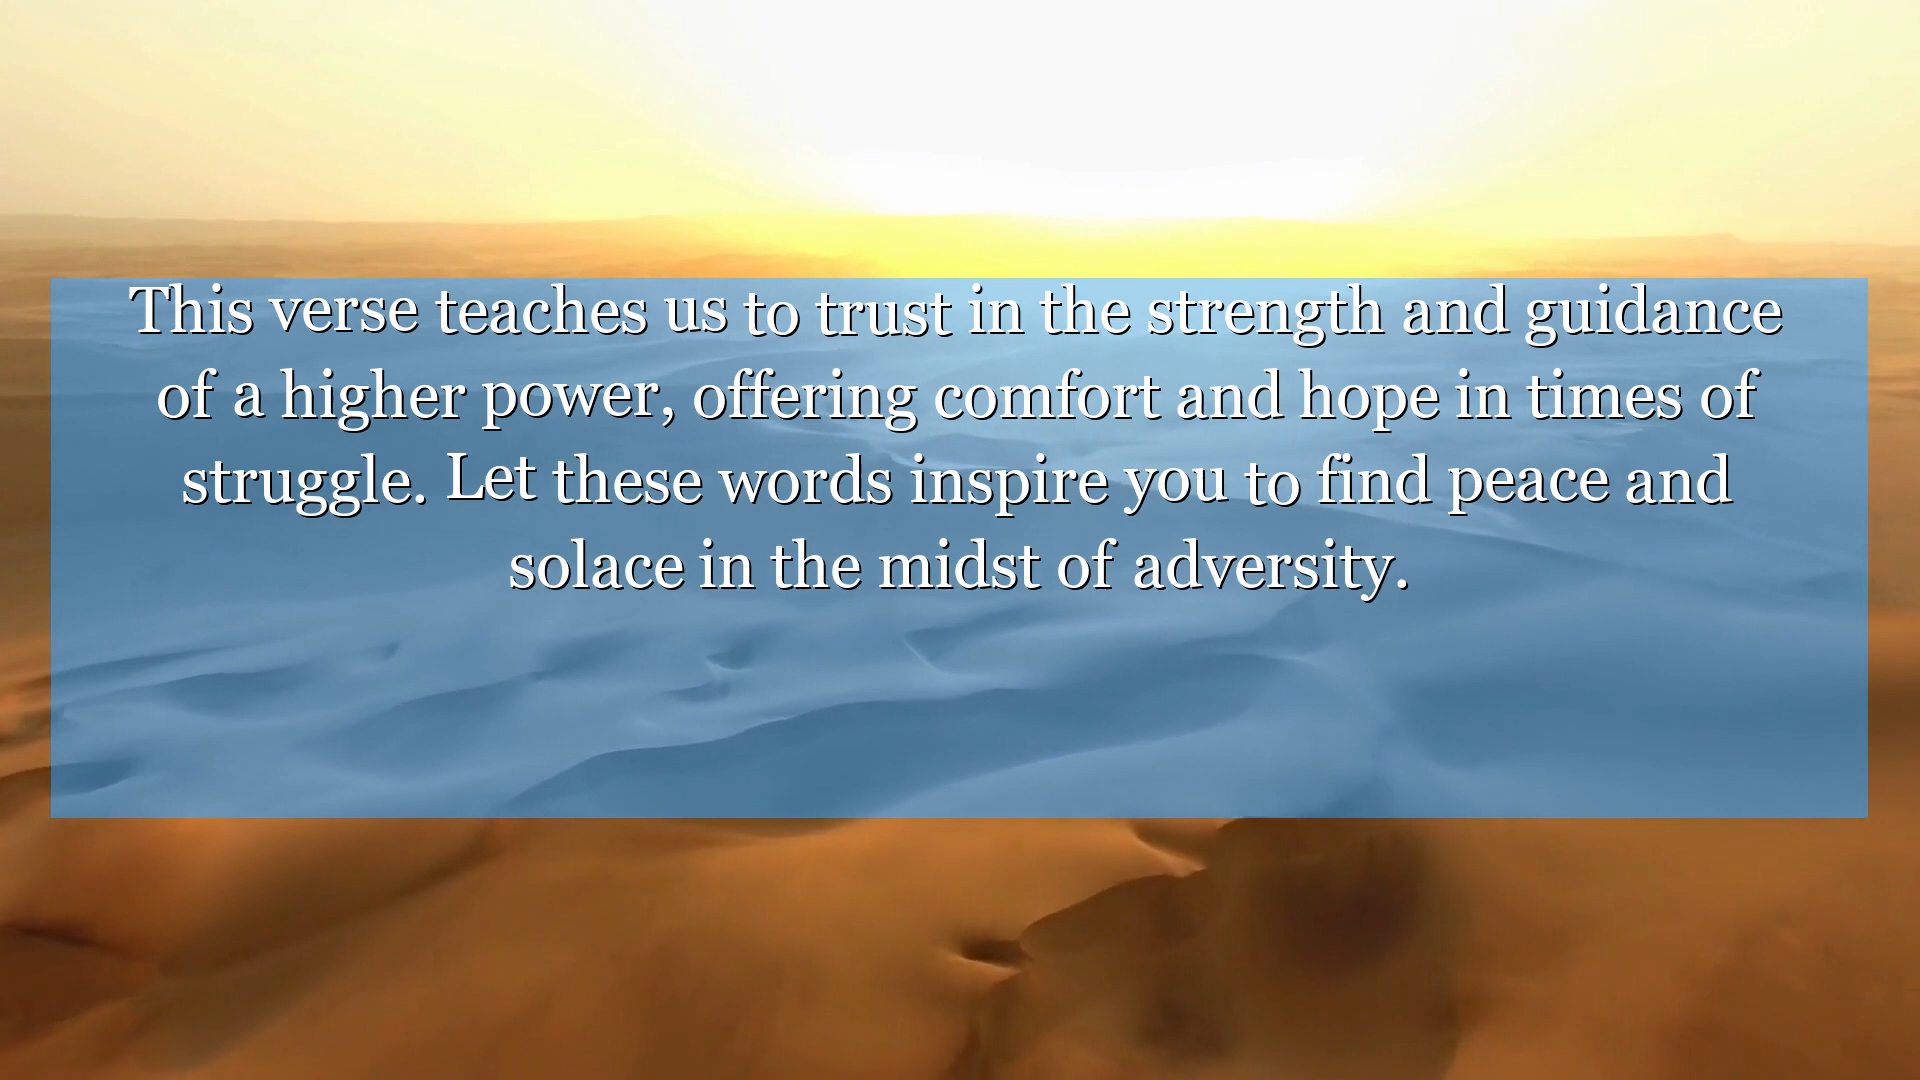 This verse teaches us to trust in the strength and guidance
of a higher power, offering comfort and hope in times of
struggle. Let these words inspire you to find peace and
solace in the midst of adversity.